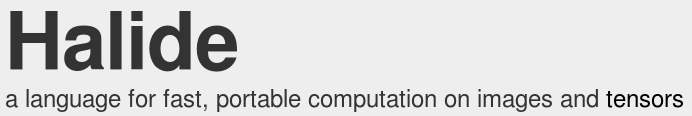 Halide
a language for fast, portable computation on images and tensors